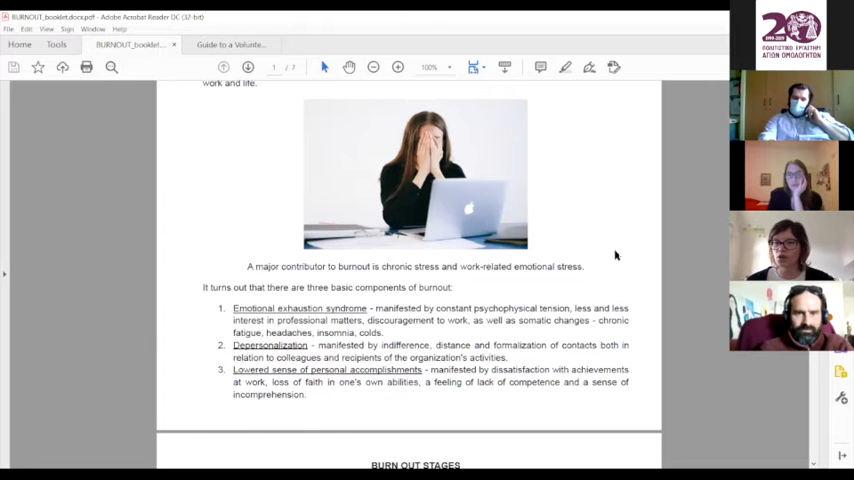 BURNOUT_booklet.docx.pdf - Adobe Acrobat Reader DC (32-bit)
File Edit View Sign Window Help
Home Tools BURNOUT_booklet... × Guide to a Volunte...
1 / 7 100%
work and life.
A major contributor to burnout is chronic stress and work-related emotional stress.
It turns out that there are three basic components of burnout:
1. Emotional exhaustion syndrome - manifested by constant psychophysical tension, less and less
interest in professional matters, discouragement to work, as well as somatic changes - chronic
fatigue, headaches, insomnia, colds.
2. Depersonalization - manifested by indifference, distance and formalization of contacts both in
relation to colleagues and recipients of the organization's activities.
3. Lowered sense of personal accomplishments - manifested by dissatisfaction with achievements
at work, loss of faith in one's own abilities, a feeling of lack of competence and a sense of
incomprehension.
BURN OUT STAGES
20
ΠΟΛΙΤΙΣΤΙΚΟ ΕΡΓΑΣΤΗΡΙ
ΑΓΙΩΝ ΟΜΟΛΟΓΗΤΩΝ